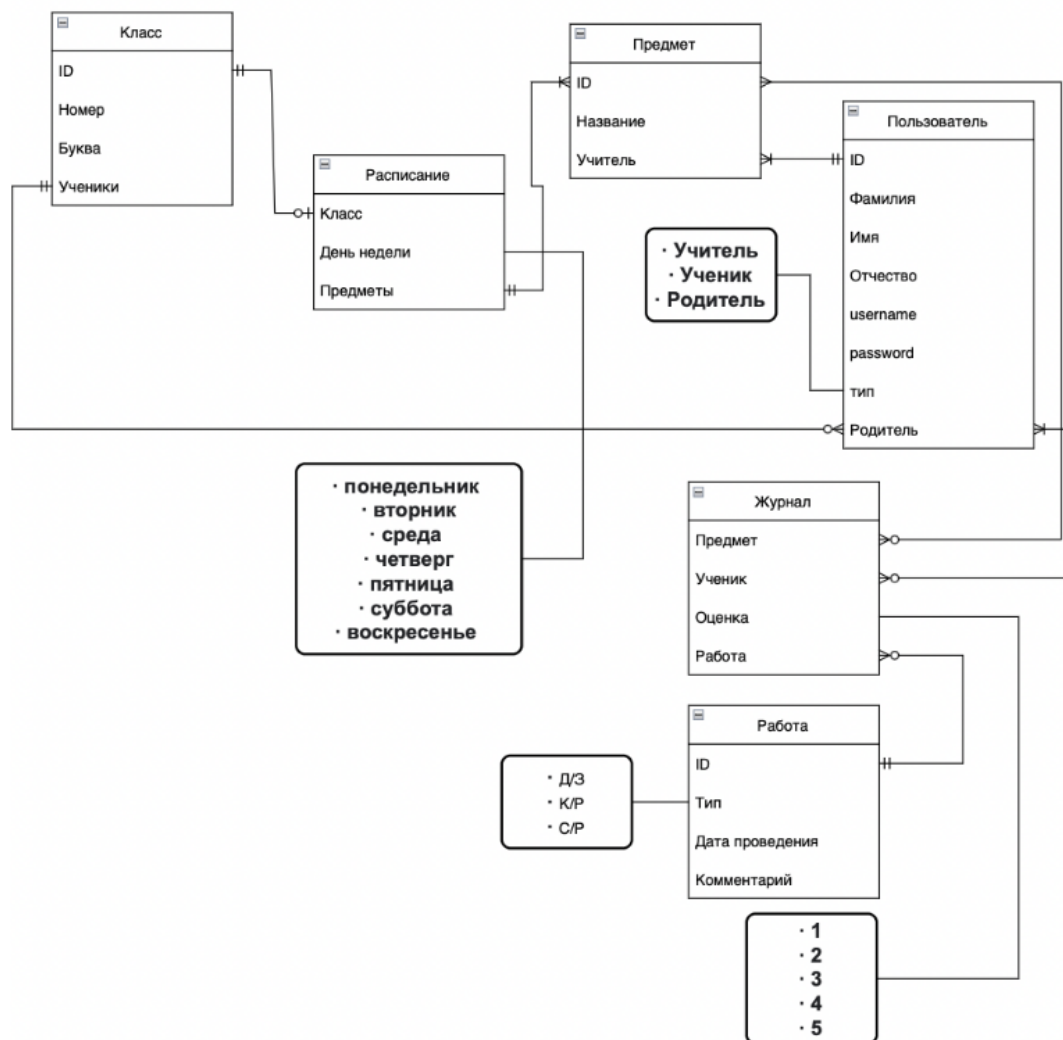 Класс
ID
Номер
Буква
Ученики
Расписание
Класс
День недели
Предметы
Предмет
ID
Название
Учитель
Пользователь
ID
Фамилия
Имя
Отчество
username
password
тип
Родитель
· Учитель
· Ученик
· Родитель
· понедельник
· вторник
· среда
· четверг
· пятница
· суббота
· воскресенье
Журнал
Предмет
Ученик
Оценка
Работа
Работа
ID
Тип
Дата проведения
Комментарий
· Д/З
· К/Р
· С/Р
· 1
· 2
· 3
· 4
· 5